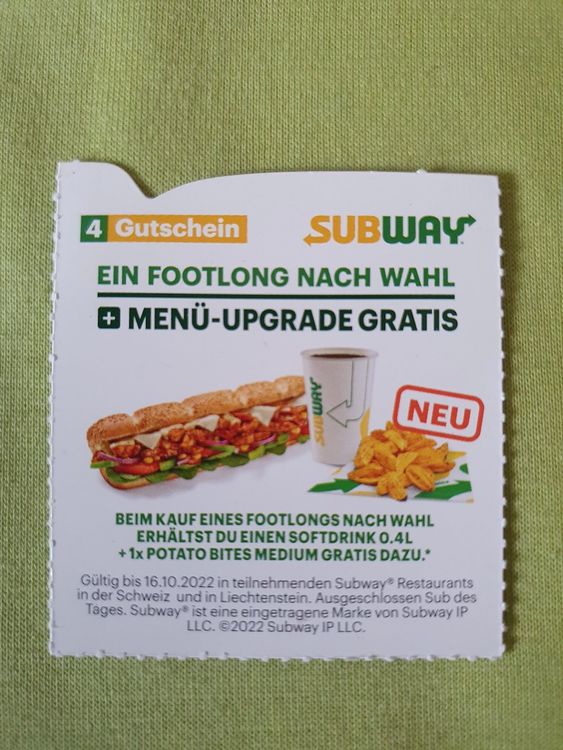 4 Gutschein
SUBWAY
EIN FOOTLONG NACH WAHL
+ MENÜ-UPGRADE GRATIS
SUBWAY
NEU
BEIM KAUF EINES FOOTLONGS NACH WAHL
ERHÄLTST DU EINEN SOFTDRINK 0.4L
+ 1x POTATO BITES MEDIUM GRATIS DAZU.*
Gültig bis 16.10.2022 in teilnehmenden Subway® Restaurants
in der Schweiz und in Liechtenstein. Ausgeschlossen Sub des
Tages. Subway® ist eine eingetragene Marke von Subway IP
LLC. ©2022 Subway IP LLC.